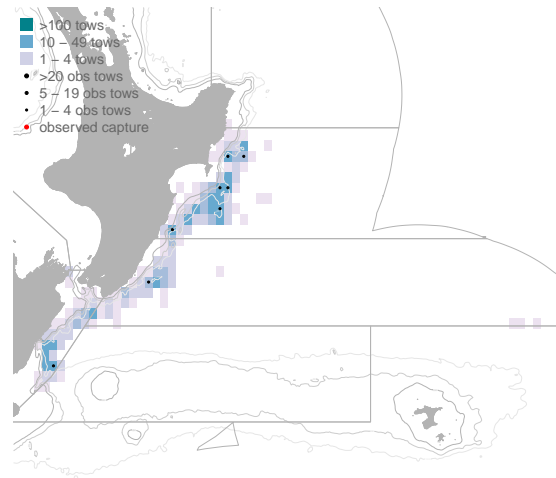 >100 tows
10 – 49 tows
1 – 4 tows
>20 obs tows
5 – 19 obs tows
1 – 4 obs tows
observed capture